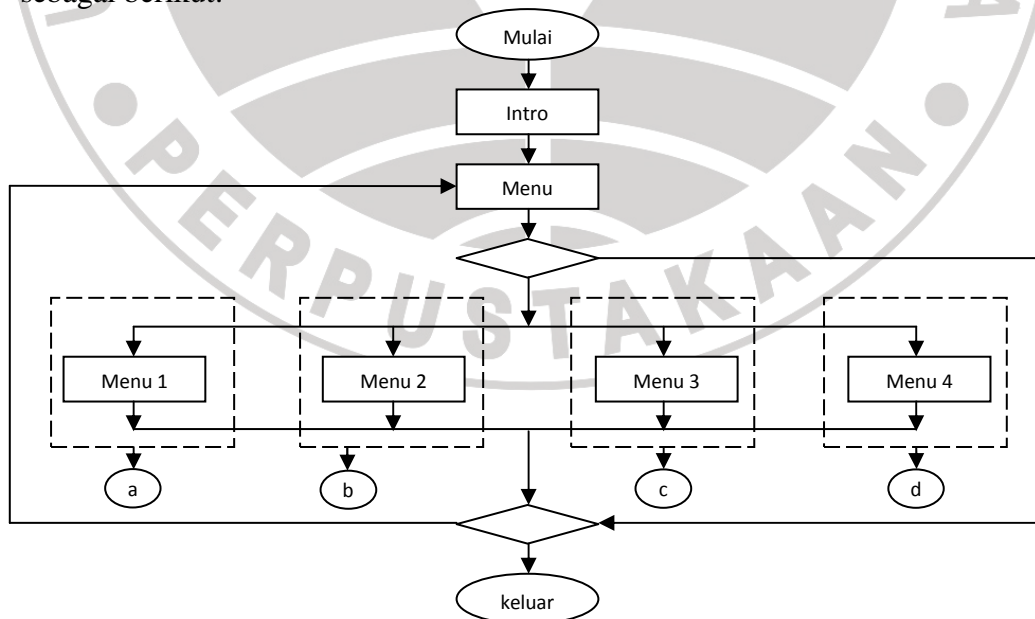 sebagai berikut:
Mulai
Intro
Menu
Menu 1
Menu 2
Menu 3
Menu 4
a
b
c
d
keluar
PERPUSTAKAAN